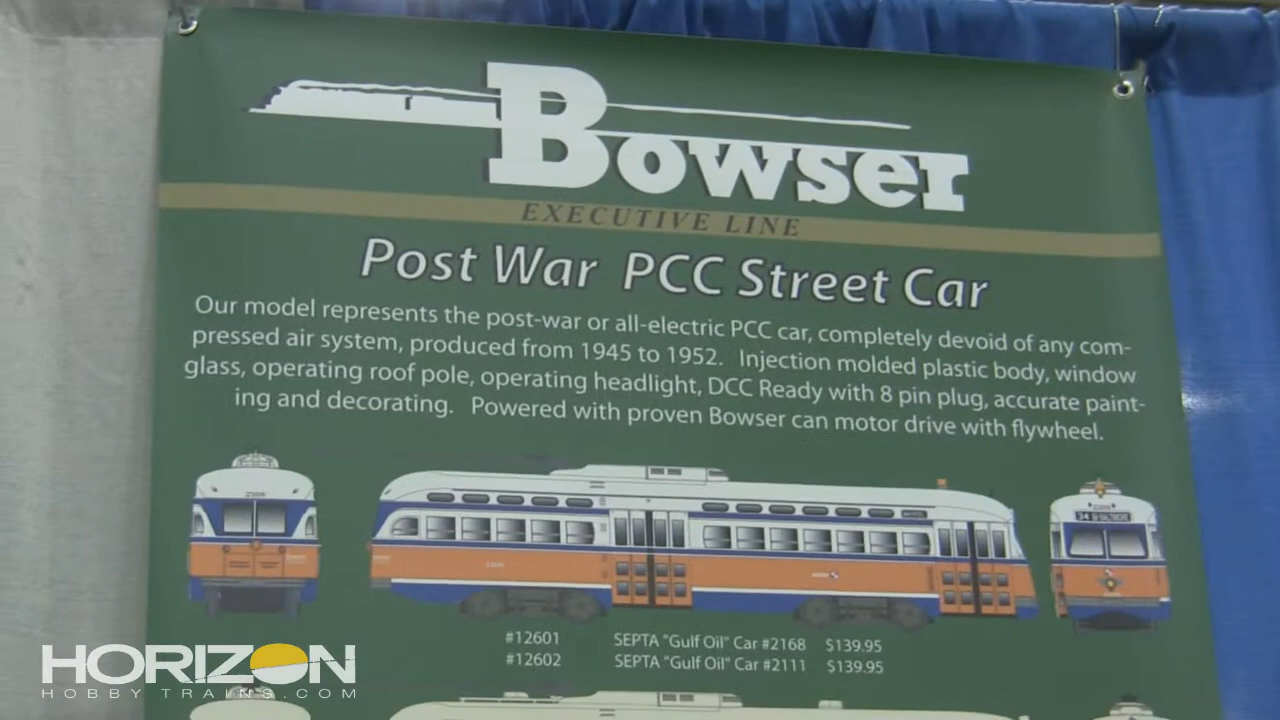 Bowser
EXECUTIVE LINE
Post War PCC Street Car
Our model represents the post-war or all-electric PCC car, completely devoid of any com-
pressed air system, produced from 1945 to 1952. Injection molded plastic body, window
glass, operating roof pole, operating headlight, DCC Ready with 8 pin plug, accurate paint-
ing and decorating. Powered with proven Bowser can motor drive with flywheel.
#12601 SEPTA "Gulf Oil" Car #2168 $139.95
#12602 SEPTA "Gulf Oil" Car #2111 $139.95
HORIZON
HOBBYTRAINS.COM